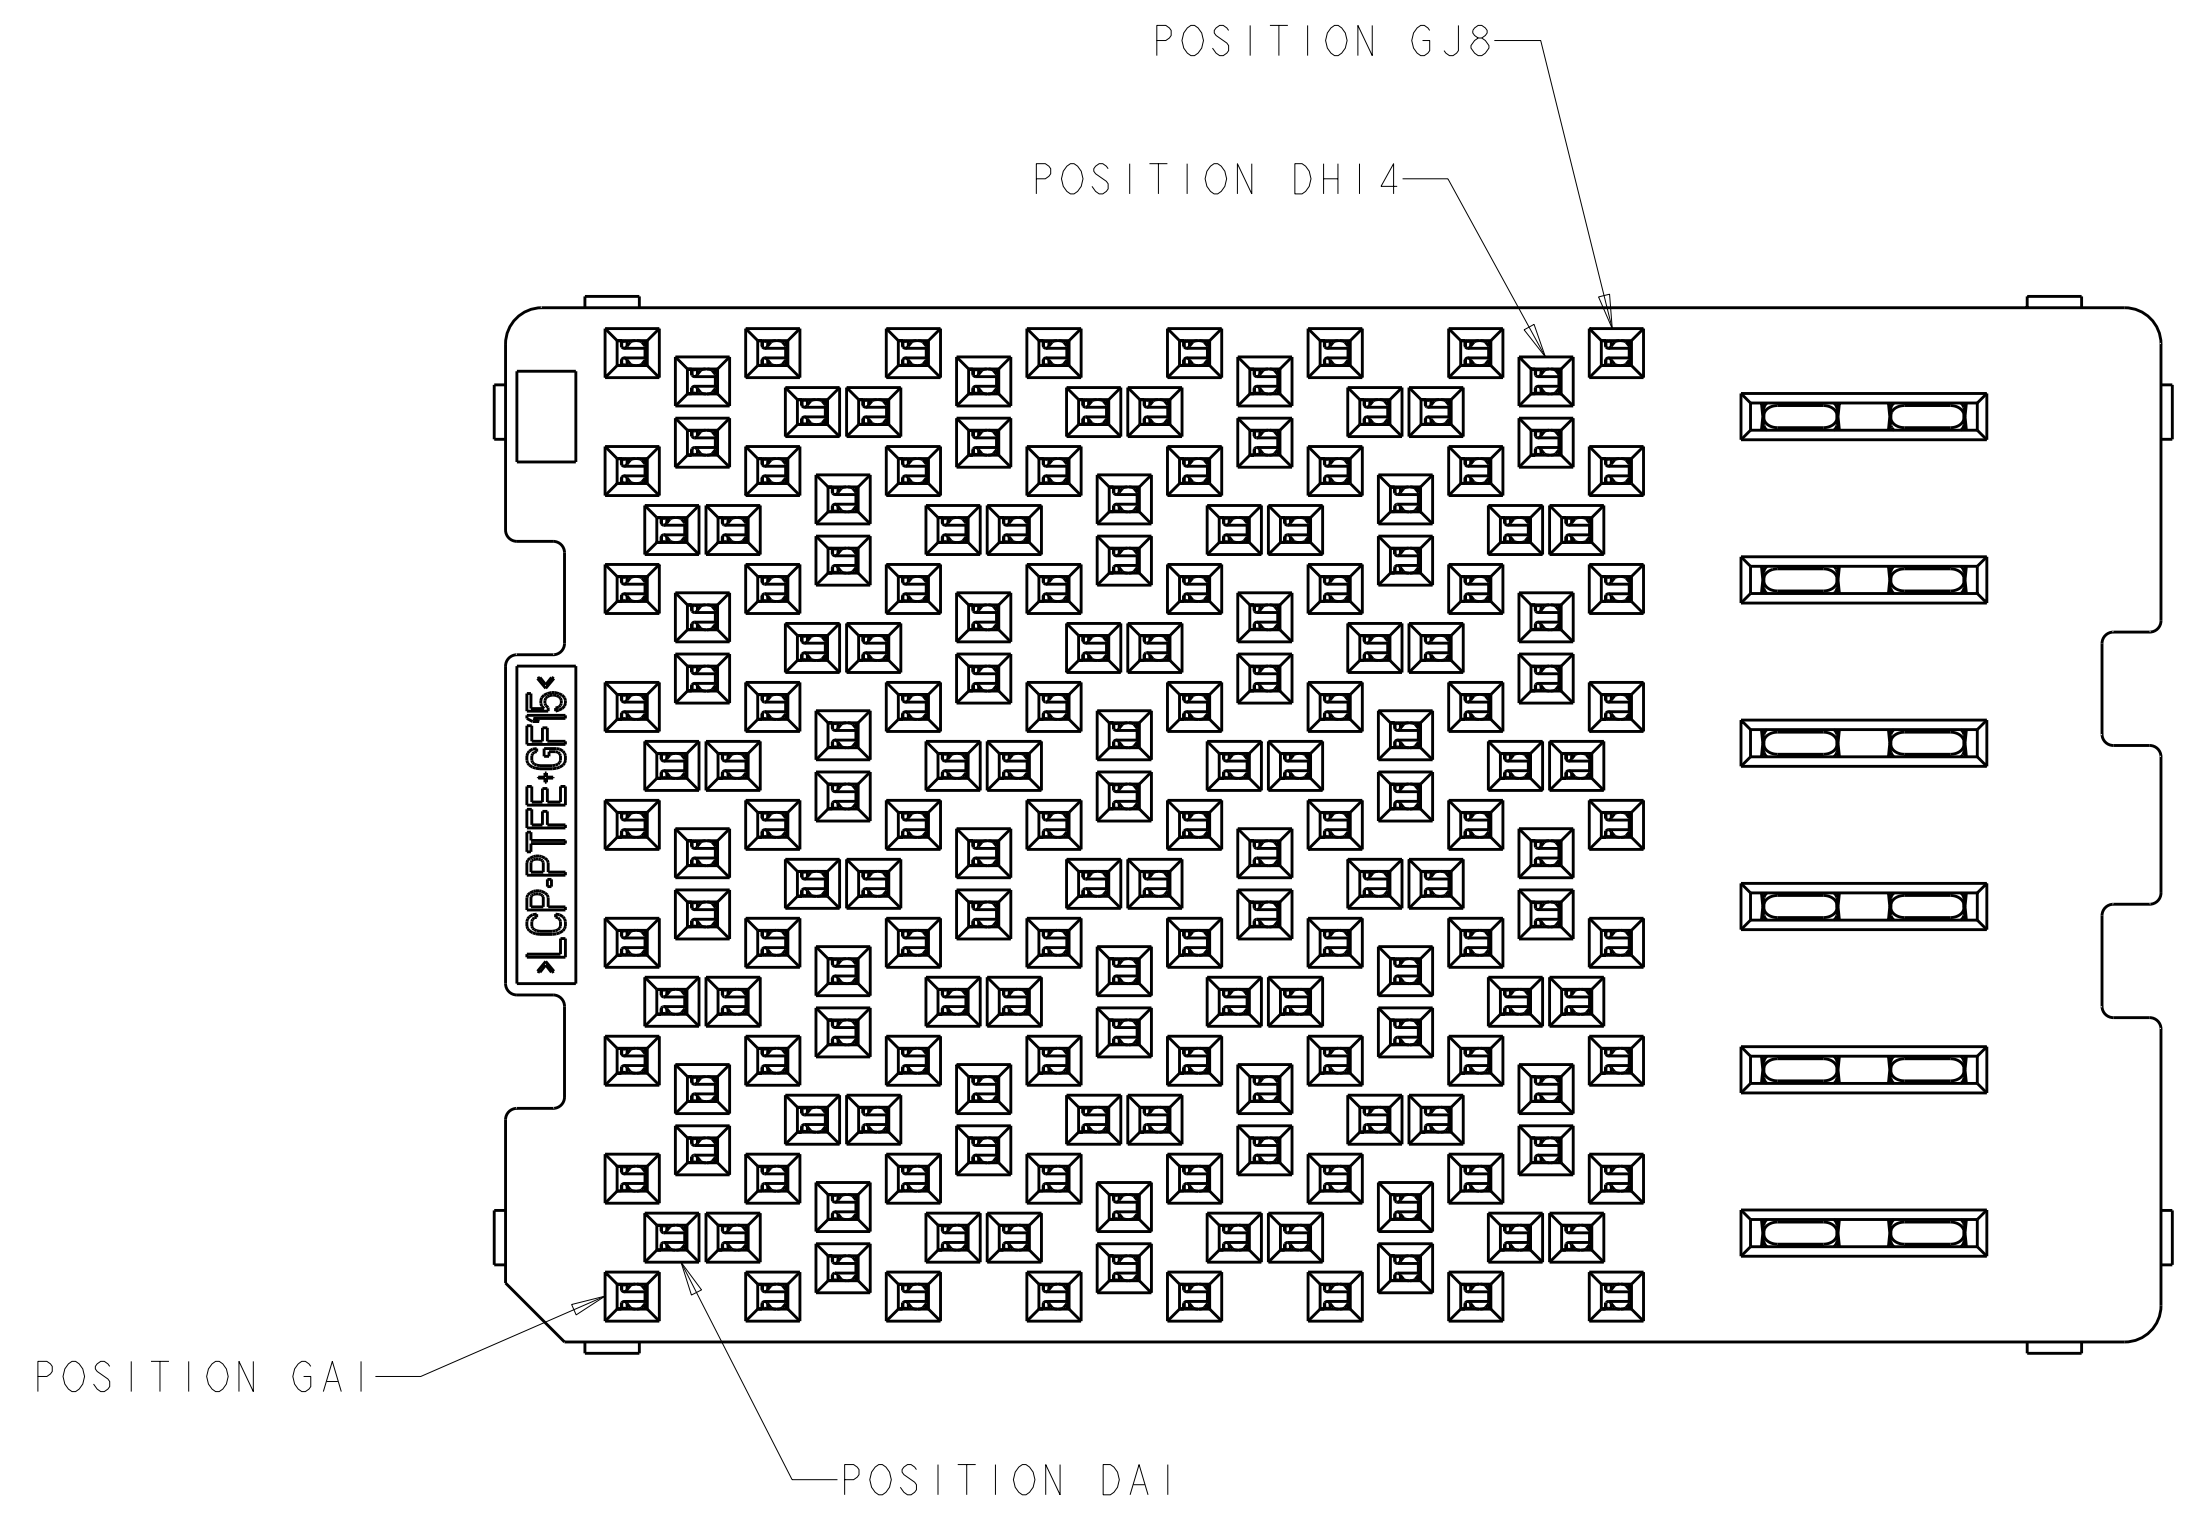 POSITION GJ8
POSITION DH14
>LCP-PTFE+GF15<
POSITION GA1
POSITION DA1